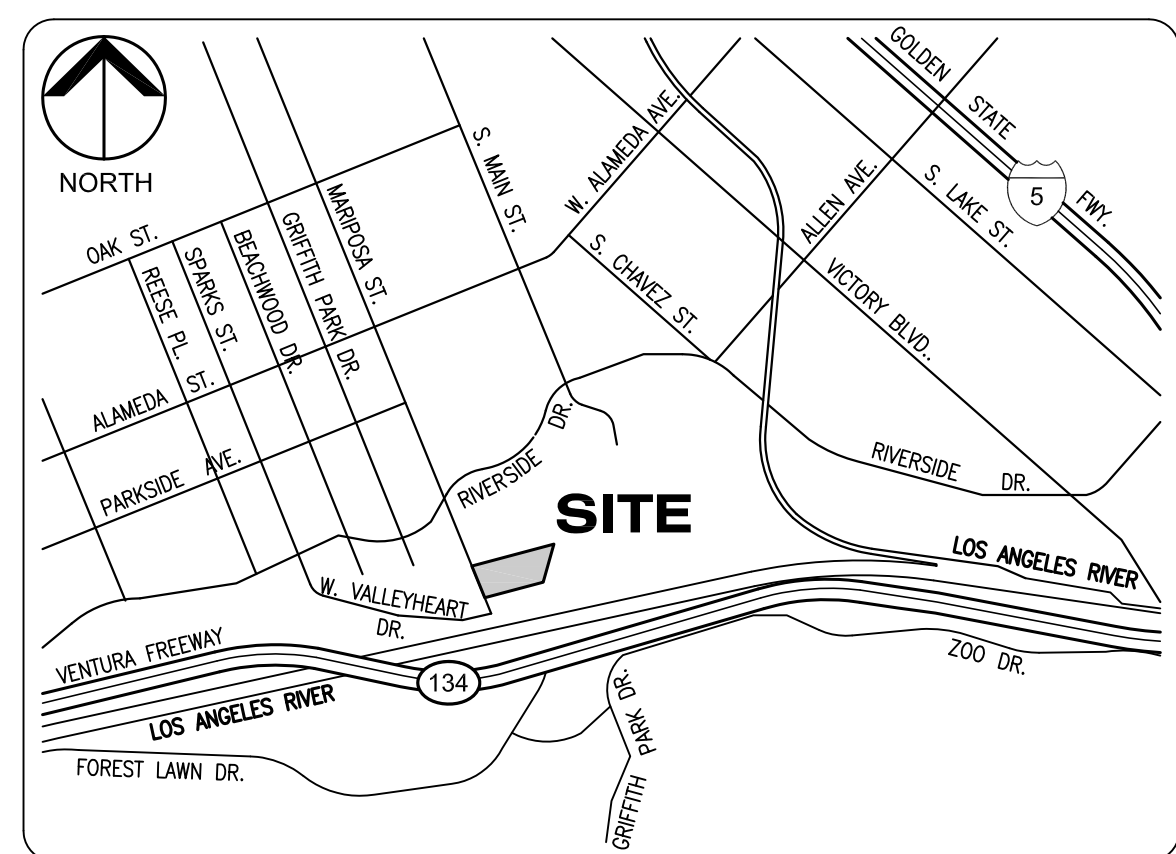 NORTH
OAK ST.
REESE PL.
SPARKS ST.
BEACHWOOD DR.
GRIFFITH PARK DR.
MARIPOSA ST.
S. MAIN ST.
W. ALAMEDA AVE.
S. CHAVEZ ST.
ALLEN AVE.
VICTORY BLVD..
S. LAKE ST.
GOLDEN STATE FWY.
5
ALAMEDA ST.
PARKSIDE AVE.
RIVERSIDE DR.
SITE
RIVERSIDE DR.
LOS ANGELES RIVER
W. VALLEYHEART
DR.
VENTURA FREEWAY
134
LOS ANGELES RIVER
ZOO DR.
FOREST LAWN DR.
GRIFFITH PARK DR.